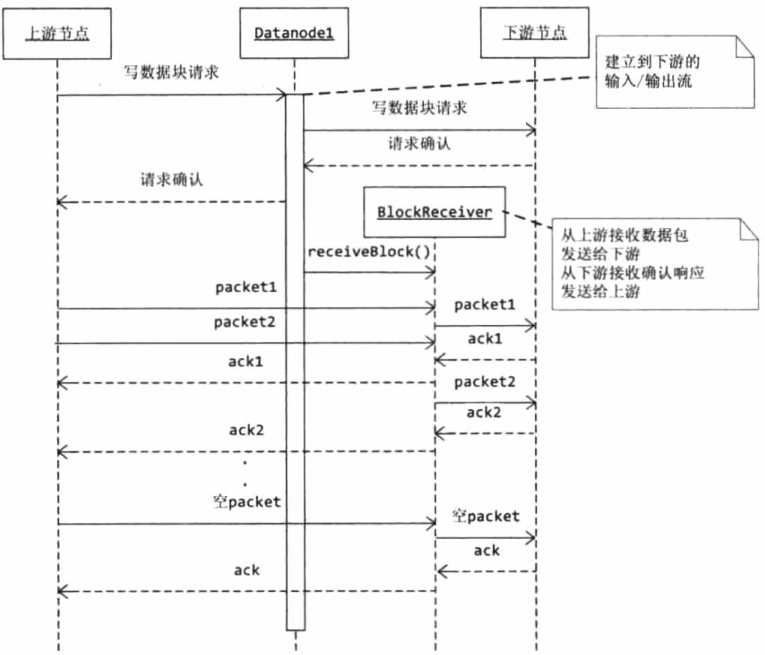 上游节点
Datanode1
下游节点
建立到下游的
输入/输出流
写数据块请求
写数据块请求
请求确认
请求确认
BlockReceiver
从上游接收数据包
发送给下游
从下游接收确认响应
发送给上游
receiveBlock()
packet1
packet1
packet2
ack1
ack1
packet2
ack2
ack2
空packet
空packet
ack
ack